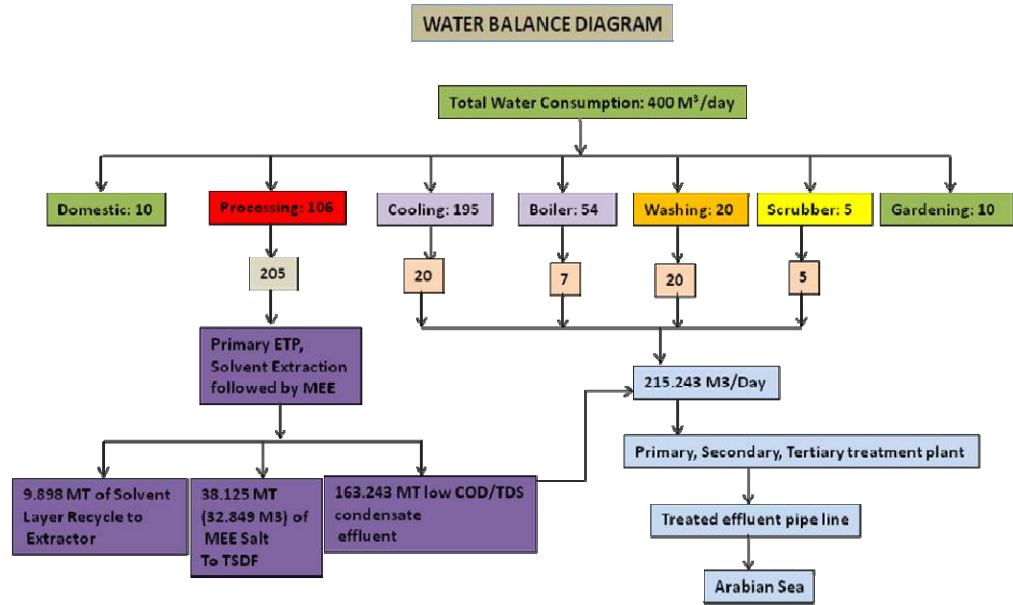 WATER BALANCE DIAGRAM
Total Water Consumption: 400 M³/day
Domestic: 10
Processing: 106
Cooling: 195
Boiler: 54
Washing: 20
Scrubber: 5
Gardening: 10
205
20
7
20
5
Primary ETP,
Solvent Extraction
followed by MEE
215.243 M3/Day
Primary, Secondary, Tertiary treatment plant
9.898 MT of Solvent
Layer Recycle to
Extractor
38.125 MT
(32.849 M3) of
MEE Salt
To TSDF
163.243 MT low COD/TDS
condensate
effluent
Treated effluent pipe line
Arabian Sea